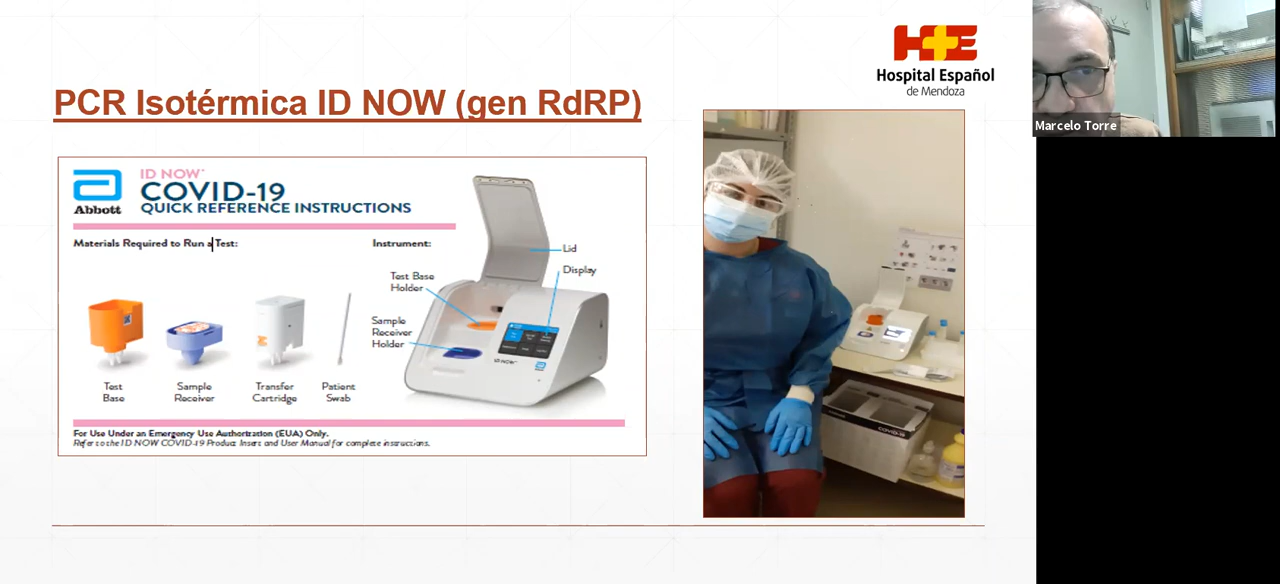 PCR Isotérmica ID NOW (gen RdRP)
Hospital Español
de Mendoza
Marcelo Torre
Abbott
ID NOW™
COVID-19
QUICK REFERENCE INSTRUCTIONS
Materials Required to Run a Test:
Instrument:
Lid
Display
Test Base
Holder
Sample
Receiver
Holder
ID NOW
Test
Base
Sample
Receiver
Transfer
Cartridge
Patient
Swab
For Use Under an Emergency Use Authorization (EUA) Only.
Refer to the ID NOW COVID-19 Product Insert and User Manual for complete instructions.
COVID-19